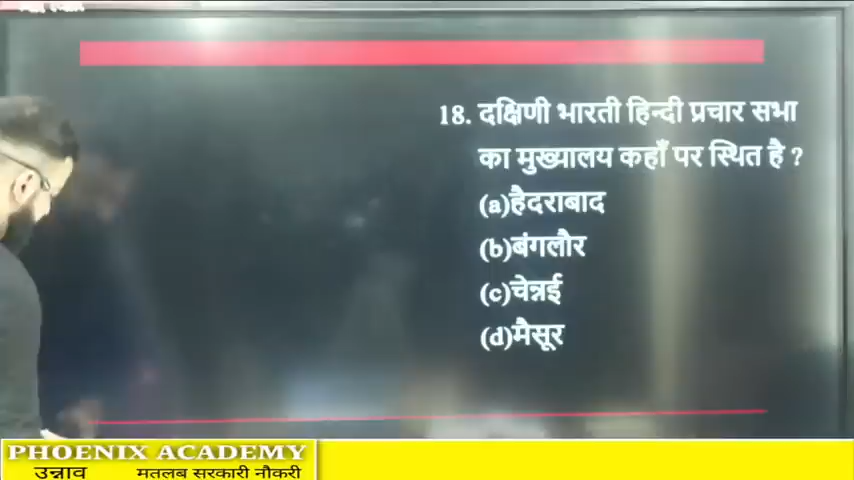 18. दक्षिणी भारती हिन्दी प्रचार सभा
का मुख्यालय कहाँ पर स्थित है ?
(a)हैदराबाद
(b)बंगलौर
(c)चेन्नई
(d)मैसूर
PHOENIX ACADEMY
उन्नाव मतलब सरकारी नौकरी